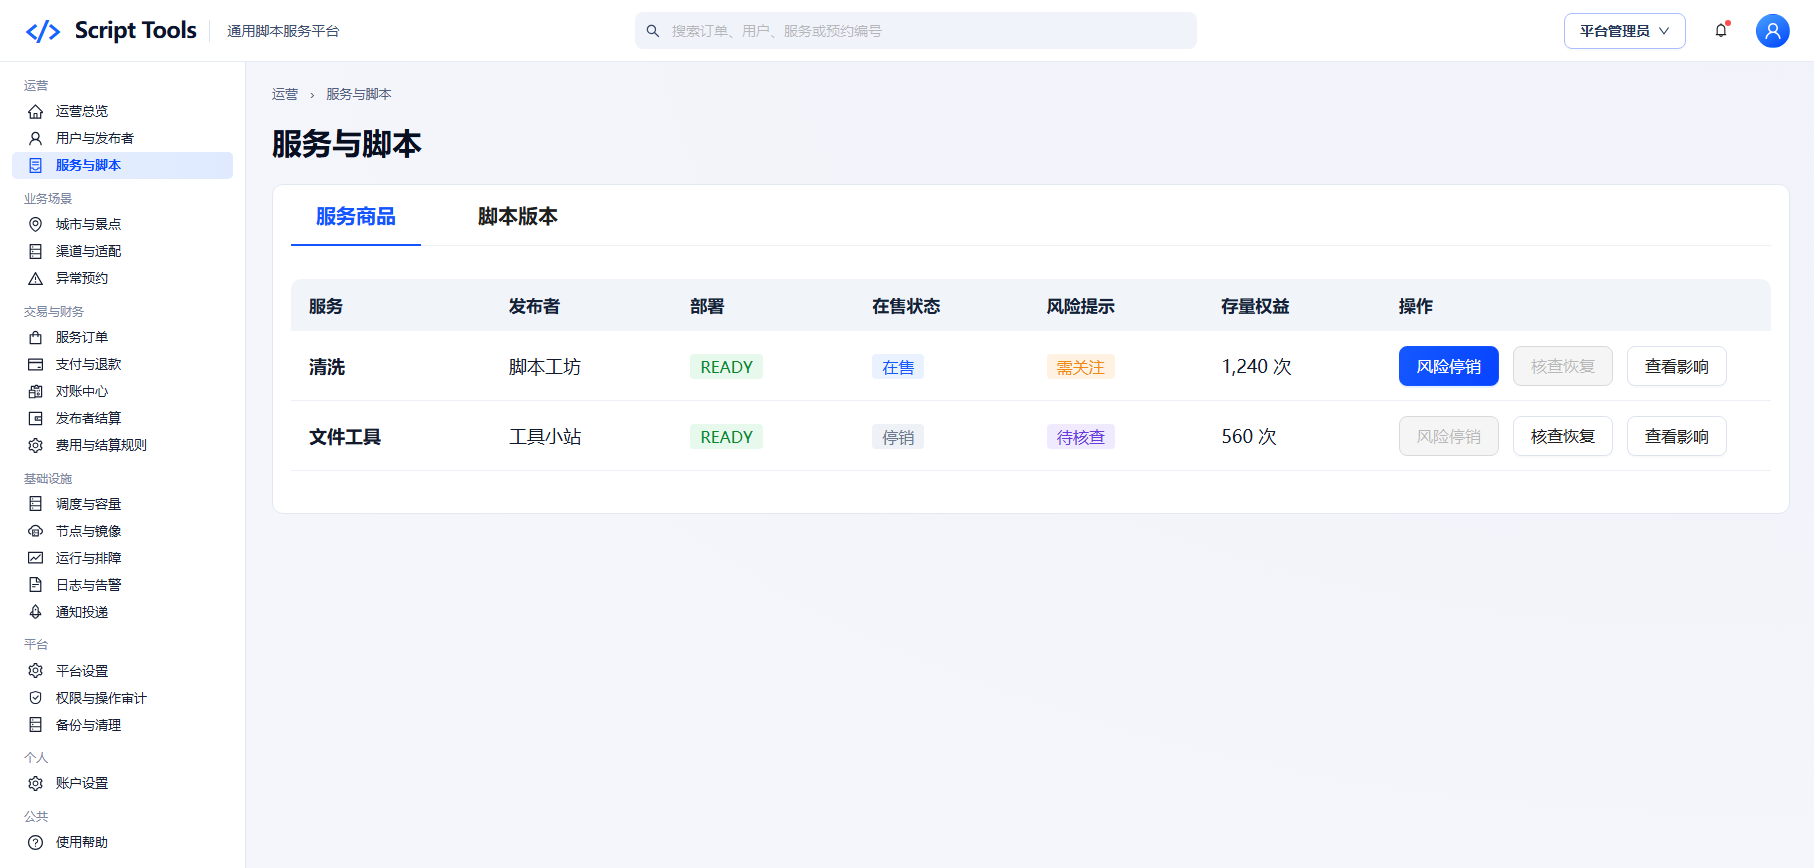 </> Script Tools 通用脚本服务平台 搜索订单、用户、服务或预约编号 平台管理员
运营
运营总览
用户与发布者
服务与脚本
业务场景
城市与景点
渠道与适配
异常预约
交易与财务
服务订单
支付与退款
对账中心
发布者结算
费用与结算规则
基础设施
调度与容量
节点与镜像
运行与排障
日志与告警
通知投递
平台
平台设置
权限与操作审计
备份与清理
个人
账户设置
公共
使用帮助
运营 › 服务与脚本
服务与脚本
服务商品 脚本版本
服务 发布者 部署 在售状态 风险提示 存量权益 操作
清洗 脚本工坊 READY 在售 需关注 1,240 次 风险停销 核查恢复 查看影响
文件工具 工具小站 READY 停销 待核查 560 次 风险停销 核查恢复 查看影响